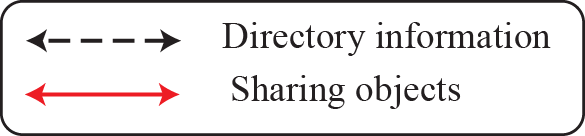 Directory information
Sharing objects